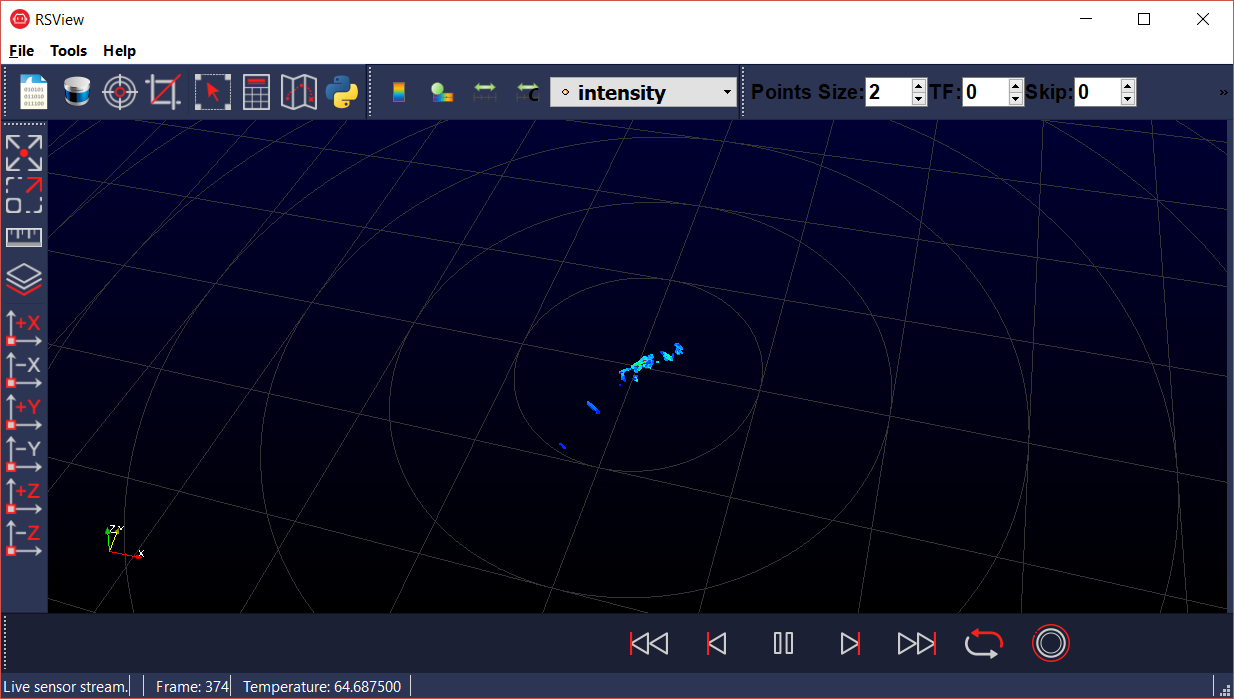 RSView
File Tools Help
010101
011010
011100
intensity Points Size: 2 TF: 0 Skip: 0 »
+X
−X
+Y
−Y
+Z
−Z
Z Y
X
Live sensor stream. Frame: 374 Temperature: 64.687500